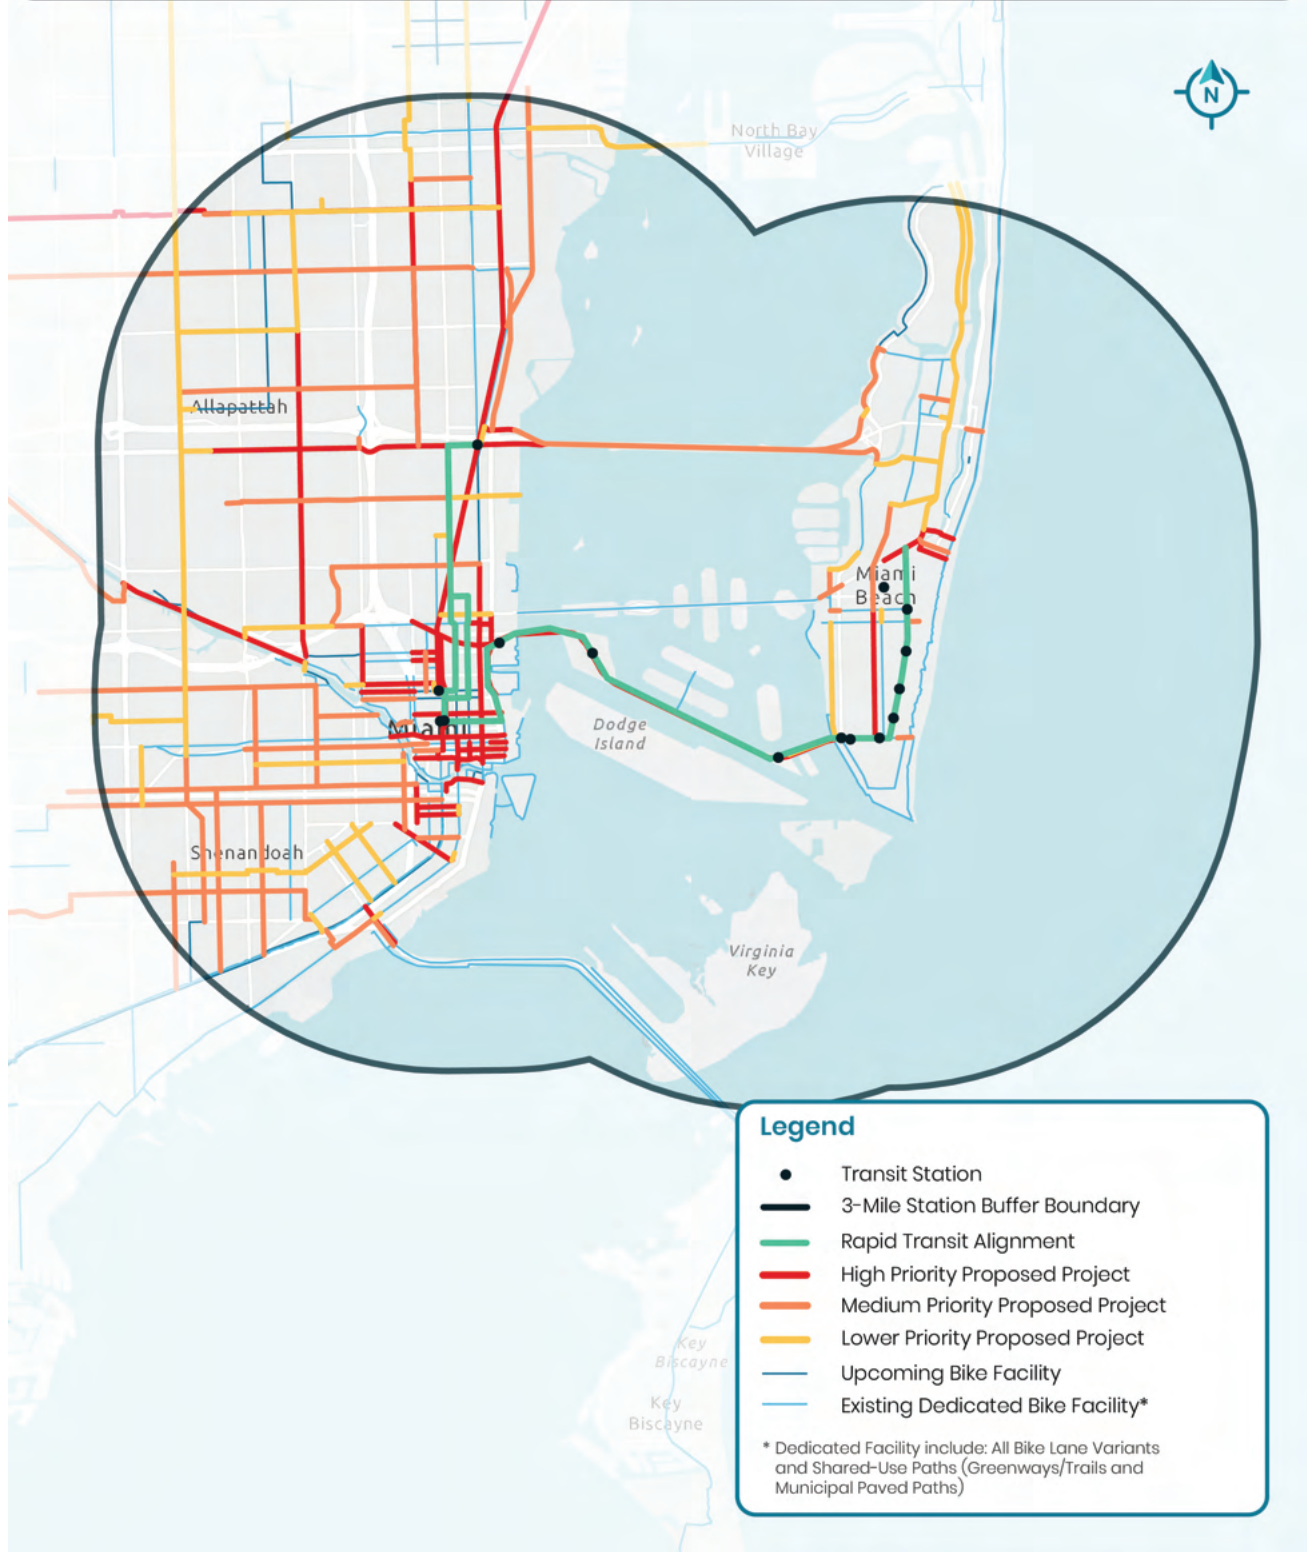 N
North Bay
Village
Allapattah
Miami
Beach
Dodge
Island
Miami
Shenandoah
Virginia
Key
Key
Biscayne
Key
Biscayne
Legend
Transit Station
3-Mile Station Buffer Boundary
Rapid Transit Alignment
High Priority Proposed Project
Medium Priority Proposed Project
Lower Priority Proposed Project
Upcoming Bike Facility
Existing Dedicated Bike Facility*
* Dedicated Facility include: All Bike Lane Variants
and Shared-Use Paths (Greenways/Trails and
Municipal Paved Paths)